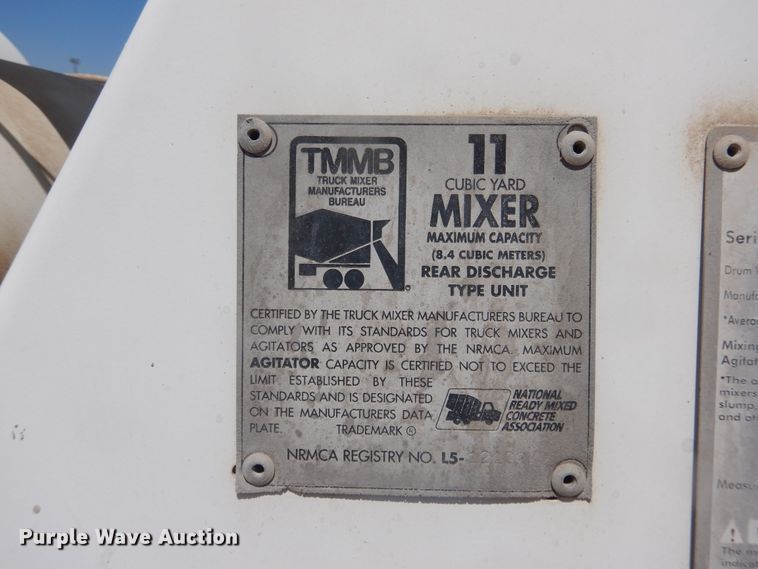 TMMB
TRUCK MIXER
MANUFACTURERS
BUREAU
11
CUBIC YARD
MIXER
MAXIMUM CAPACITY
(8.4 CUBIC METERS)
REAR DISCHARGE
TYPE UNIT
CERTIFIED BY THE TRUCK MIXER MANUFACTURERS BUREAU TO
COMPLY WITH ITS STANDARDS FOR TRUCK MIXERS AND
AGITATORS AS APPROVED BY THE NRMCA. MAXIMUM
AGITATOR CAPACITY IS CERTIFIED NOT TO EXCEED THE
LIMIT ESTABLISHED BY THESE
STANDARDS AND IS DESIGNATED
ON THE MANUFACTURERS DATA
PLATE. TRADEMARK ®
NATIONAL
READY MIXED
CONCRETE
ASSOCIATION
NRMCA REGISTRY NO. L5-
Seri
Drum
Manufa
*Averag
Mixing
Agitat
*The a
mixers
slump
and ot
Measu
The
indicat
Purple Wave Auction